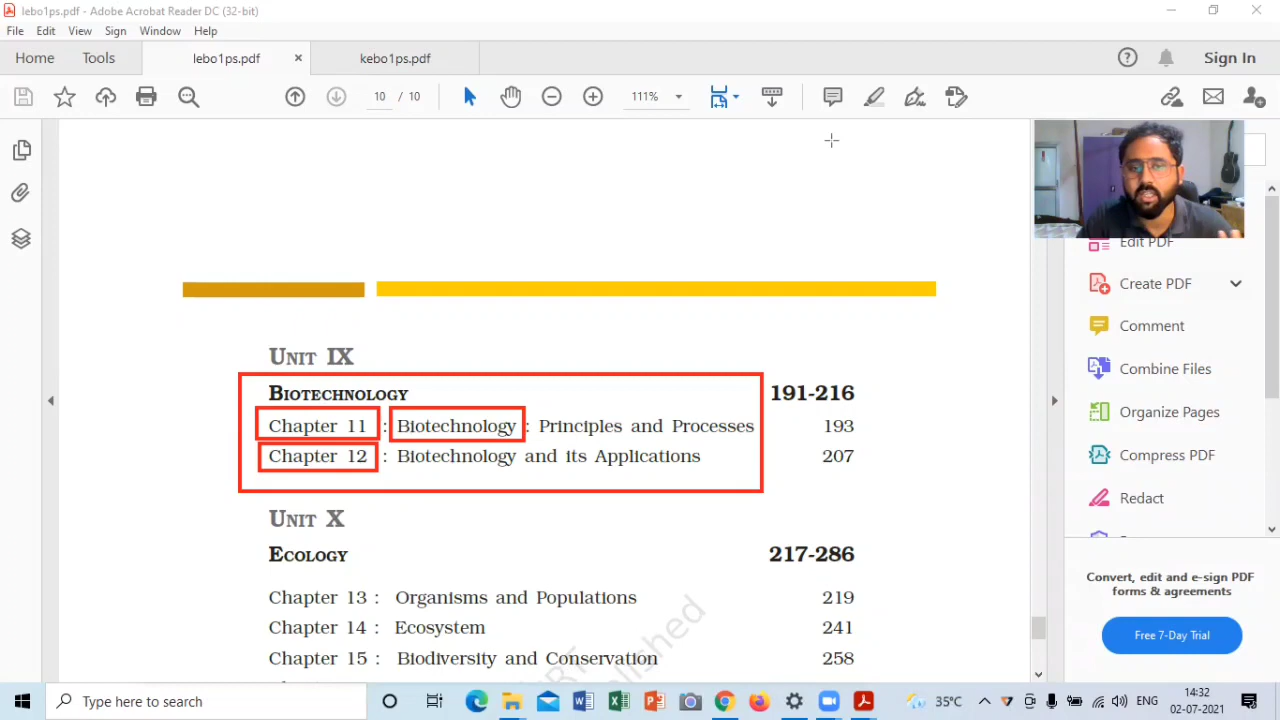 lebo1ps.pdf - Adobe Acrobat Reader DC (32-bit)
File Edit View Sign Window Help
Home Tools lebo1ps.pdf × kebo1ps.pdf Sign In
10 / 10 111%
Edit PDF
Create PDF
Comment
Combine Files
Organize Pages
Compress PDF
Redact
Convert, edit and e-sign PDF
forms & agreements
Free 7-Day Trial
UNIT IX
BIOTECHNOLOGY 191-216
Chapter 11 : Biotechnology : Principles and Processes 193
Chapter 12 : Biotechnology and its Applications 207
UNIT X
ECOLOGY 217-286
Chapter 13 : Organisms and Populations 219
Chapter 14 : Ecosystem 241
Chapter 15 : Biodiversity and Conservation 258
Type here to search
35°C ENG 14:32
02-07-2021